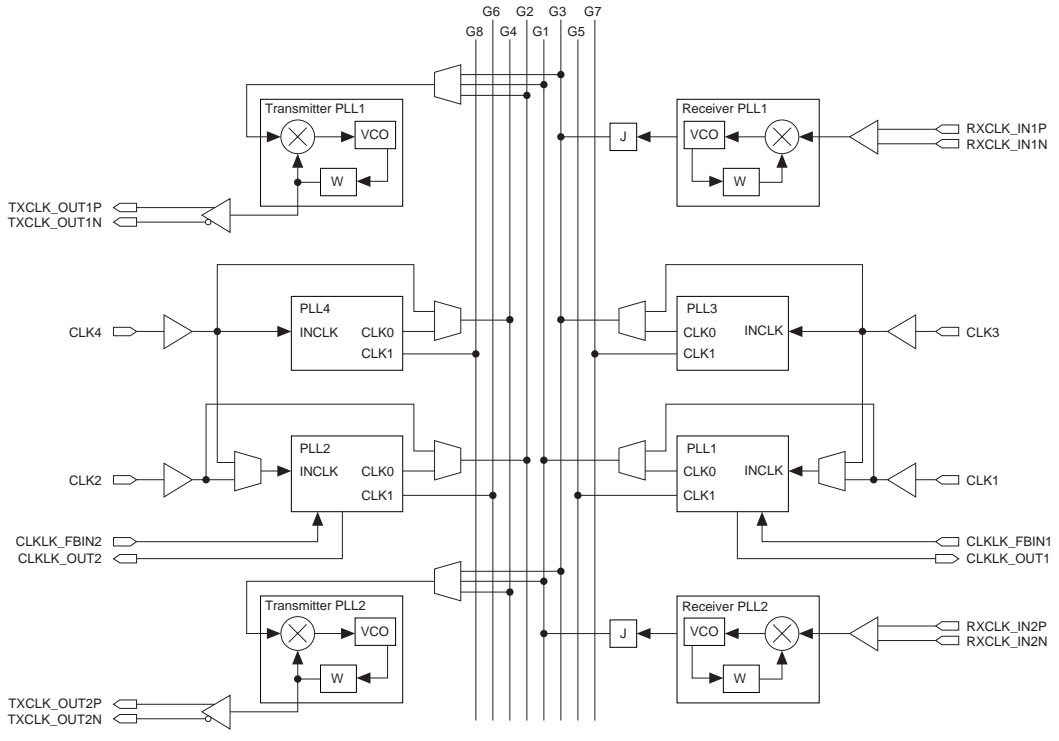 G6 G2 G3 G7
G8 G4 G1 G5
Transmitter PLL1
VCO
W
TXCLK_OUT1P
TXCLK_OUT1N
Receiver PLL1
J
VCO
W
RXCLK_IN1P
RXCLK_IN1N
CLK4
PLL4
INCLK
CLK0
CLK1
PLL3
CLK0
INCLK
CLK1
CLK3
CLK2
PLL2
INCLK
CLK0
CLK1
PLL1
CLK0
INCLK
CLK1
CLK1
CLKLK_FBIN2
CLKLK_OUT2
CLKLK_FBIN1
CLKLK_OUT1
Transmitter PLL2
VCO
W
TXCLK_OUT2P
TXCLK_OUT2N
Receiver PLL2
J
VCO
W
RXCLK_IN2P
RXCLK_IN2N